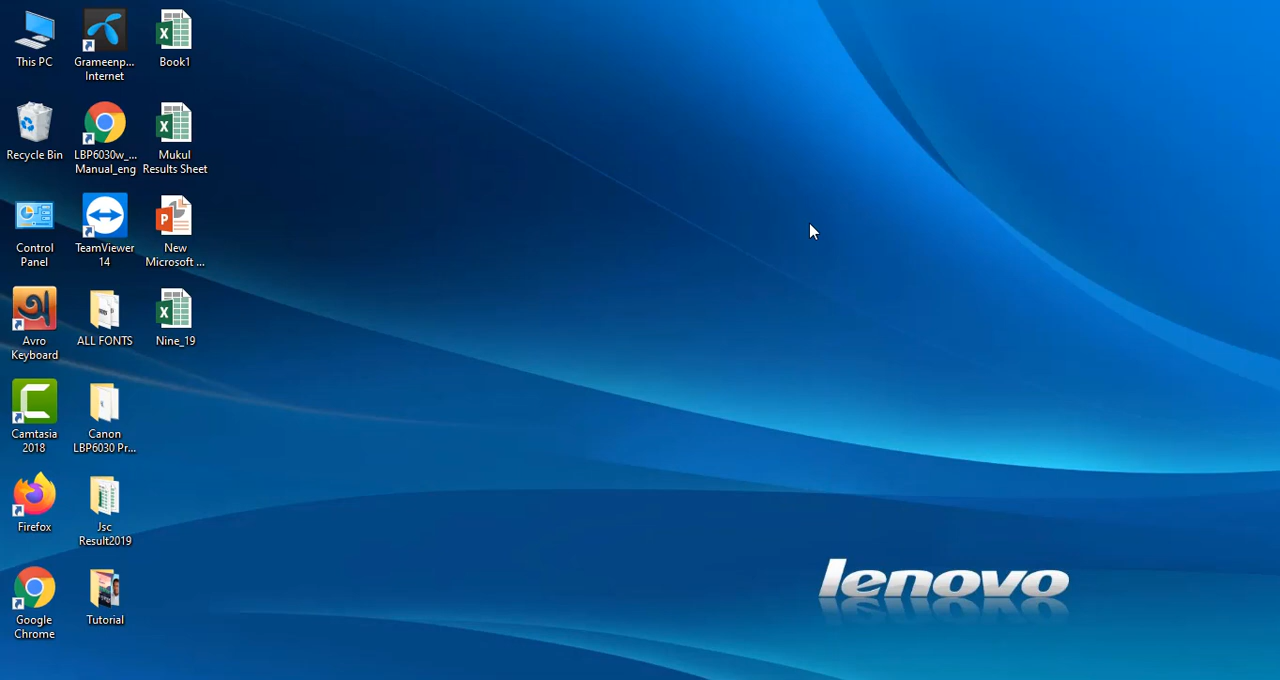 This PC
Grameenp...
Internet
Book1
Recycle Bin
LBP6030w_...
Manual_eng
Mukul
Results Sheet
Control
Panel
TeamViewer
14
New
Microsoft ...
Avro
Keyboard
ALL FONTS
Nine_19
Camtasia
2018
Canon
LBP6030 Pr...
Firefox
Jsc
Result2019
Google
Chrome
Tutorial
lenovo